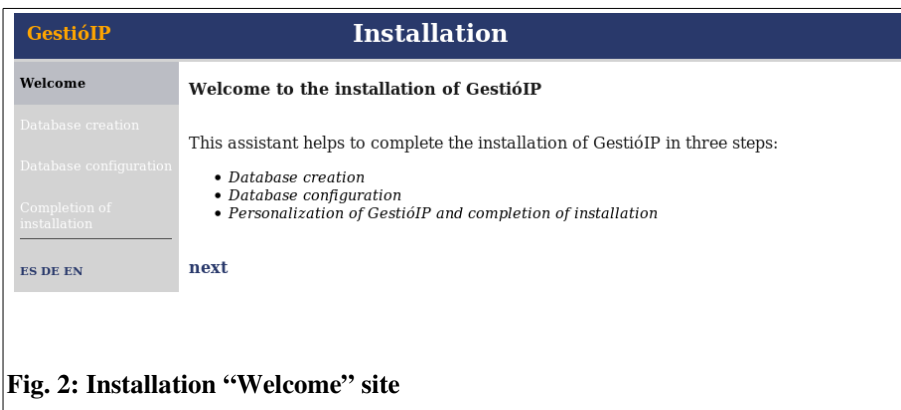 GestióIP
Installation
Welcome
Database creation
Database configuration
Completion of
installation
ES DE EN
Welcome to the installation of GestióIP
This assistant helps to complete the installation of GestióIP in three steps:
• Database creation
• Database configuration
• Personalization of GestióIP and completion of installation
next
Fig. 2: Installation “Welcome” site